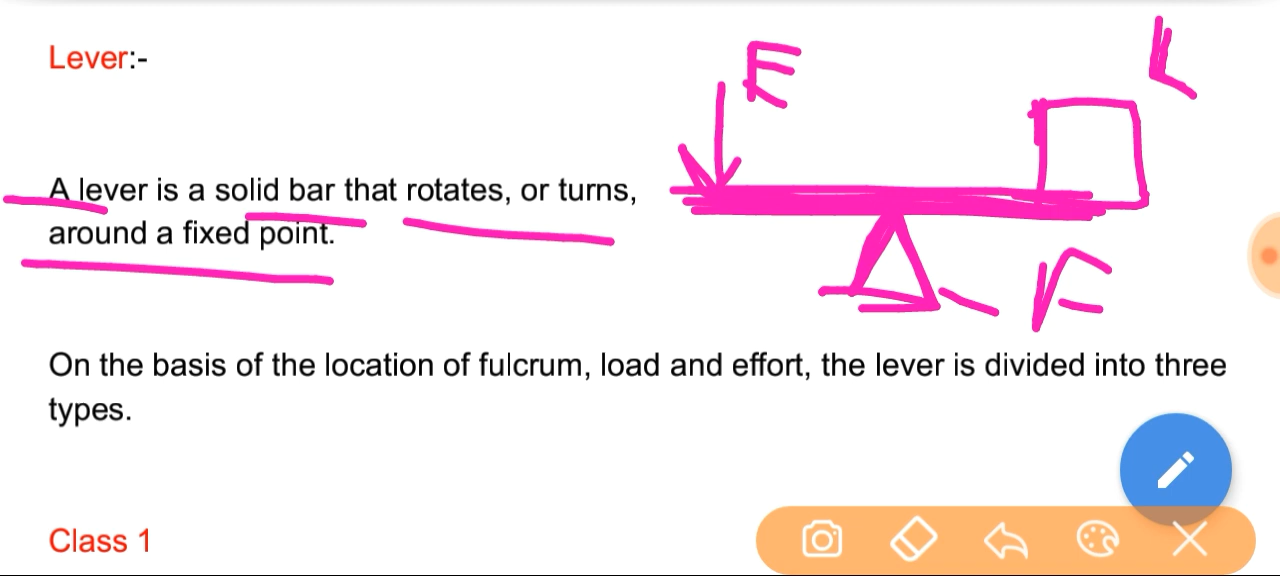 Lever:-
E
L
A lever is a solid bar that rotates, or turns,
around a fixed point.
F
On the basis of the location of fulcrum, load and effort, the lever is divided into three
types.
Class 1